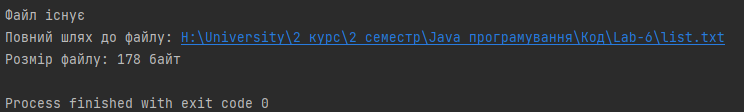 Файл існує
Повний шлях до файлу: H:\University\2 курс\2 семестр\Java програмування\Код\Lab-6\list.txt
Розмір файлу: 178 байт
Process finished with exit code 0